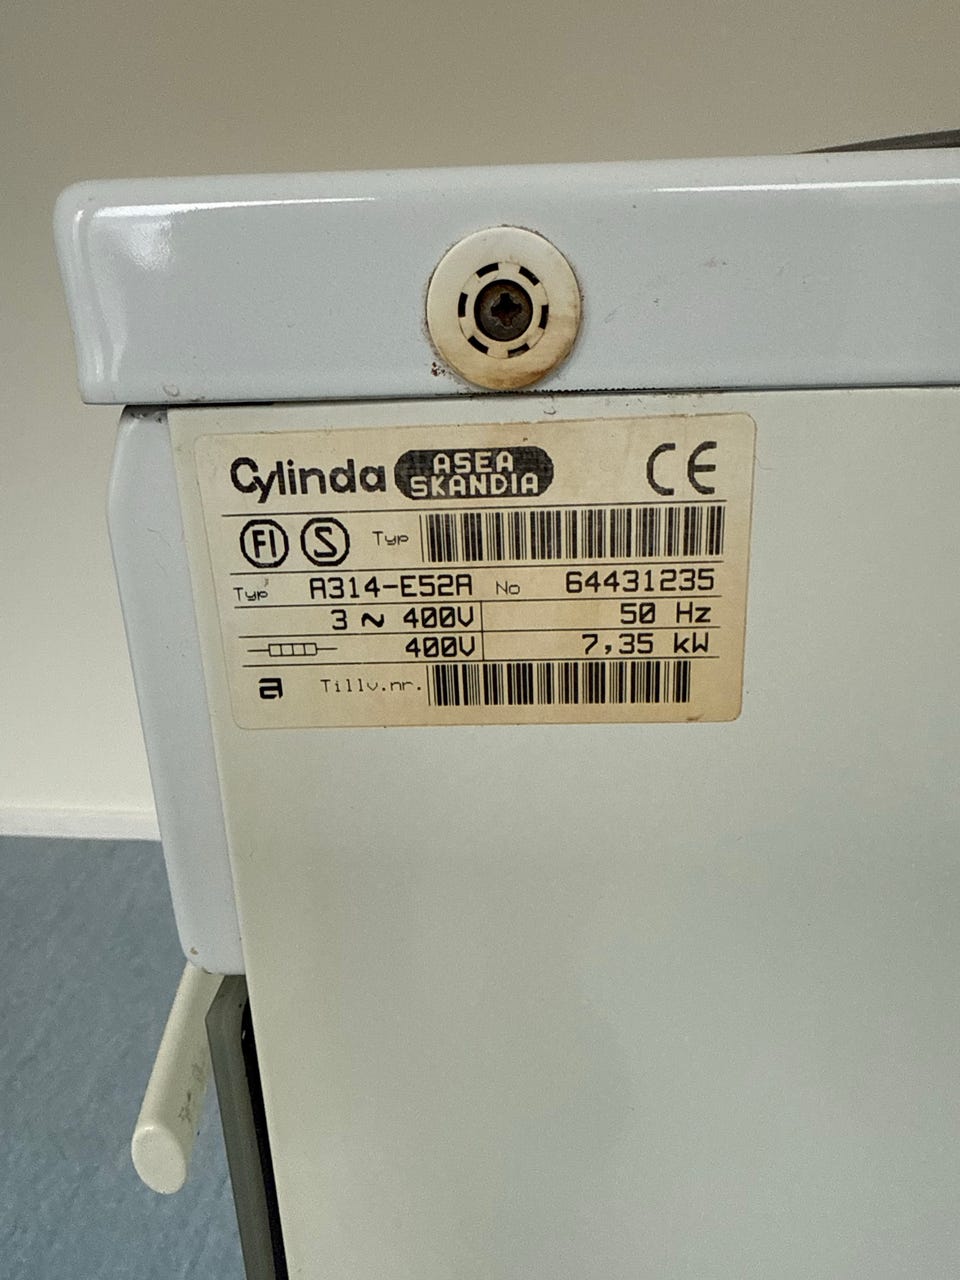 Cylinda ASEA SKANDIA CE
FI S Typ
Typ A314-E52A No 64431235
3 ~ 400V 50 Hz
400V 7,35 kW
a Tillv.nr.